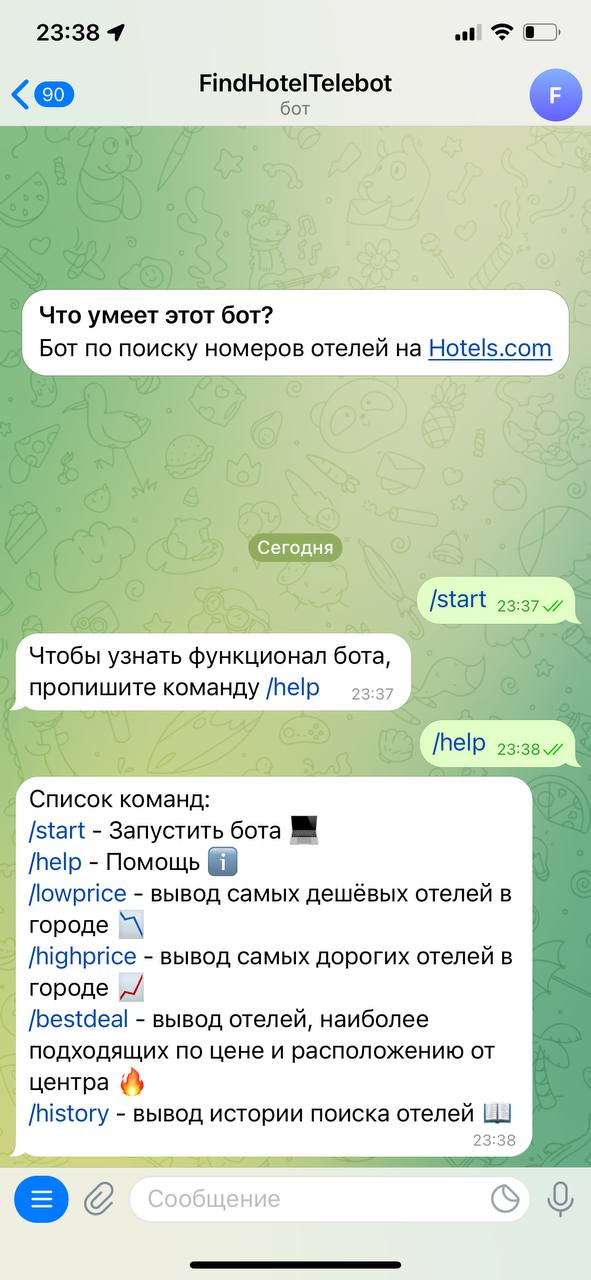 23:38
90
FindHotelTelebot
бот
F
Что умеет этот бот?
Бот по поиску номеров отелей на Hotels.com
Сегодня
/start 23:37
Чтобы узнать функционал бота,
пропишите команду /help 23:37
/help 23:38
Список команд:
/start - Запустить бота 💻
/help - Помощь ℹ️
/lowprice - вывод самых дешёвых отелей в
городе 📉
/highprice - вывод самых дорогих отелей в
городе 📈
/bestdeal - вывод отелей, наиболее
подходящих по цене и расположению от
центра 🔥
/history - вывод истории поиска отелей 📖
23:38
Сообщение